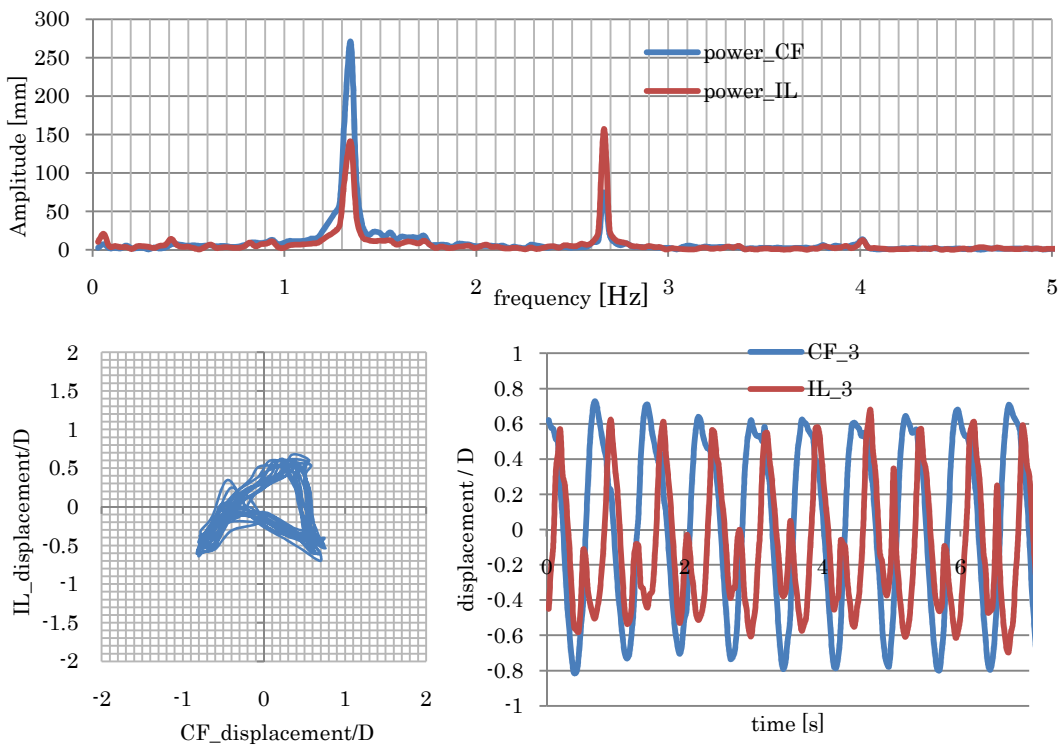 300
250
200
150
100
50
0
Amplitude [mm]
power_CF
power_IL
0 1 2 3 4 5
frequency [Hz]
2
1.5
1
0.5
0
-0.5
-1
-1.5
-2
IL_displacement/D
-2 -1 0 1 2
CF_displacement/D
1
0.8
0.6
0.4
0.2
0
-0.2
-0.4
-0.6
-0.8
-1
displacement / D
CF_3
IL_3
0 2 4 6
time [s]